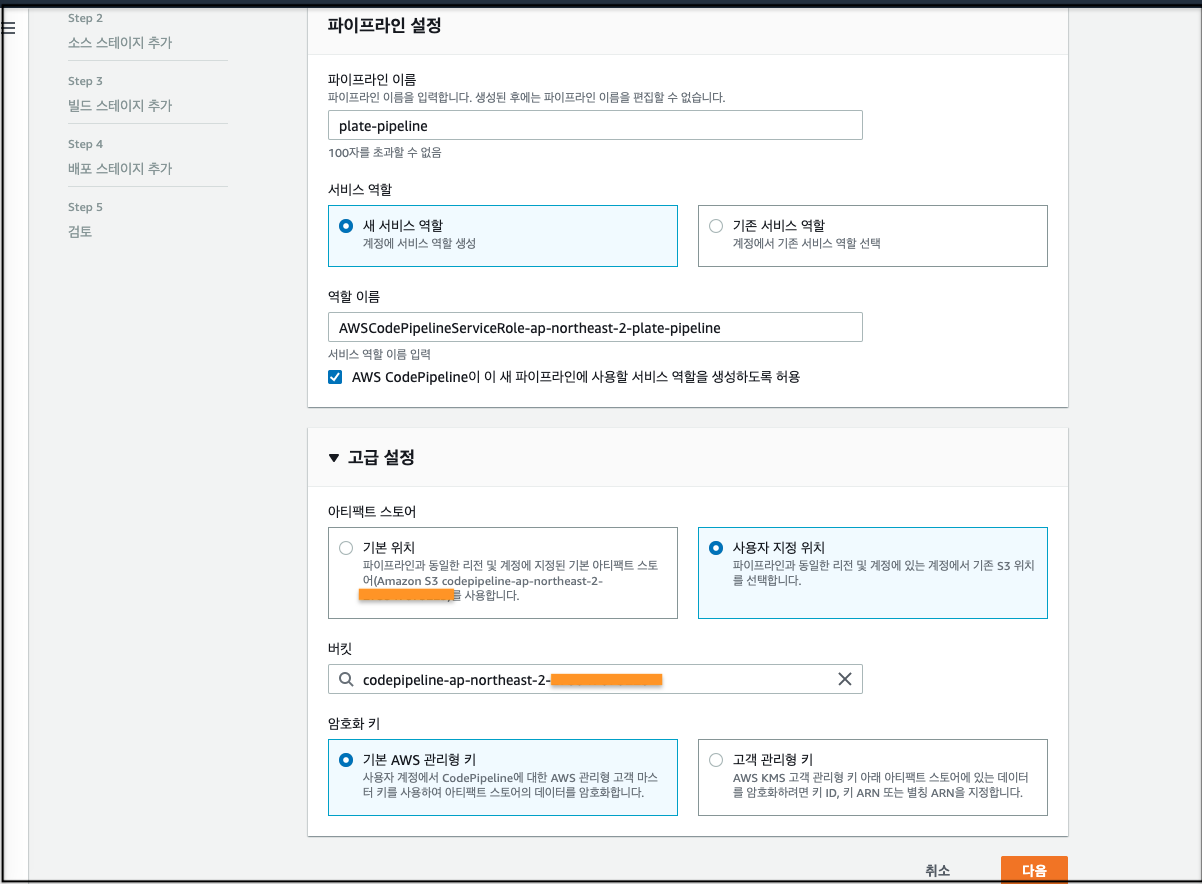 Step 2
소스 스테이지 추가
Step 3
빌드 스테이지 추가
Step 4
배포 스테이지 추가
Step 5
검토
파이프라인 설정
파이프라인 이름
파이프라인 이름을 입력합니다. 생성된 후에는 파이프라인 이름을 편집할 수 없습니다.
plate-pipeline
100자를 초과할 수 없음
서비스 역할
새 서비스 역할
계정에 서비스 역할 생성
기존 서비스 역할
계정에서 기존 서비스 역할 선택
역할 이름
AWSCodePipelineServiceRole-ap-northeast-2-plate-pipeline
서비스 역할 이름 입력
AWS CodePipeline이 이 새 파이프라인에 사용할 서비스 역할을 생성하도록 허용
▼ 고급 설정
아티팩트 스토어
기본 위치
파이프라인과 동일한 리전 및 계정에 지정된 기본 아티팩트 스토
어(Amazon S3 codepipeline-ap-northeast-2-
를 사용합니다.
사용자 지정 위치
파이프라인과 동일한 리전 및 계정에 있는 계정에서 기존 S3 위치
를 선택합니다.
버킷
codepipeline-ap-northeast-2-
암호화 키
기본 AWS 관리형 키
사용자 계정에서 CodePipeline에 대한 AWS 관리형 고객 마스
터 키를 사용하여 아티팩트 스토어의 데이터를 암호화합니다.
고객 관리형 키
AWS KMS 고객 관리형 키 아래 아티팩트 스토어에 있는 데이터
를 암호화하려면 키 ID, 키 ARN 또는 별칭 ARN을 지정합니다.
취소
다음